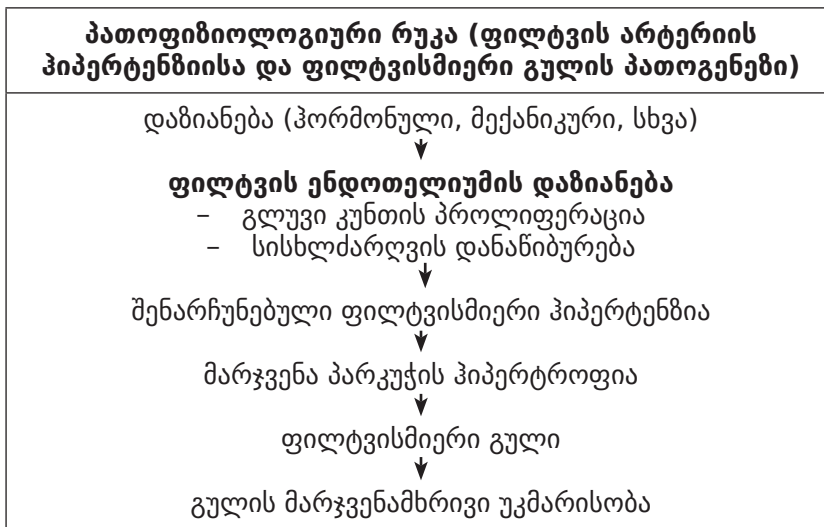 პათოფიზიოლოგიური რუკა (ფილტვის არტერიის
ჰიპერტენზიისა და ფილტვისმიერი გულის პათოგენეზი)
დაზიანება (ჰორმონული, მექანიკური, სხვა)
ფილტვის ენდოთელიუმის დაზიანება
– გლუვი კუნთის პროლიფერაცია
– სისხლძარღვის დანაწიბურება
შენარჩუნებული ფილტვისმიერი ჰიპერტენზია
მარჯვენა პარკუჭის ჰიპერტროფია
ფილტვისმიერი გული
გულის მარჯვენამხრივი უკმარისობა